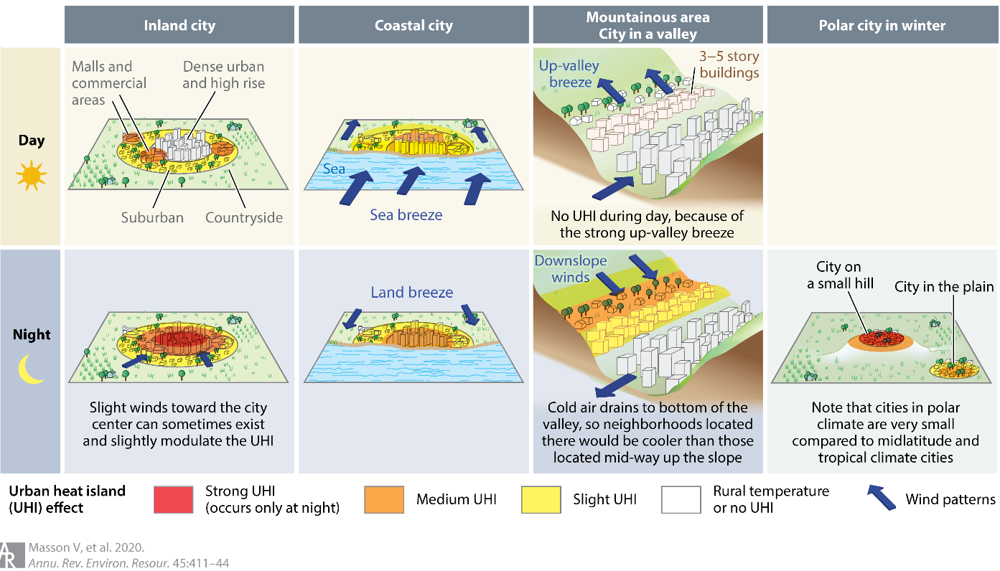 Inland city
Coastal city
Mountainous area
City in a valley
Polar city in winter
Day
Malls and
commercial
areas
Dense urban
and high rise
Suburban
Countryside
Sea
Sea breeze
Up-valley
breeze
3–5 story
buildings
No UHI during day, because of
the strong up-valley breeze
Night
Slight winds toward the city
center can sometimes exist
and slightly modulate the UHI
Land breeze
Downslope
winds
Cold air drains to bottom of the
valley, so neighborhoods located
there would be cooler than those
located mid-way up the slope
City on
a small hill
City in the plain
Note that cities in polar
climate are very small
compared to midlatitude and
tropical climate cities
Urban heat island
(UHI) effect
Strong UHI
(occurs only at night)
Medium UHI
Slight UHI
Rural temperature
or no UHI
Wind patterns
AR
Masson V, et al. 2020.
Annu. Rev. Environ. Resour. 45:411–44